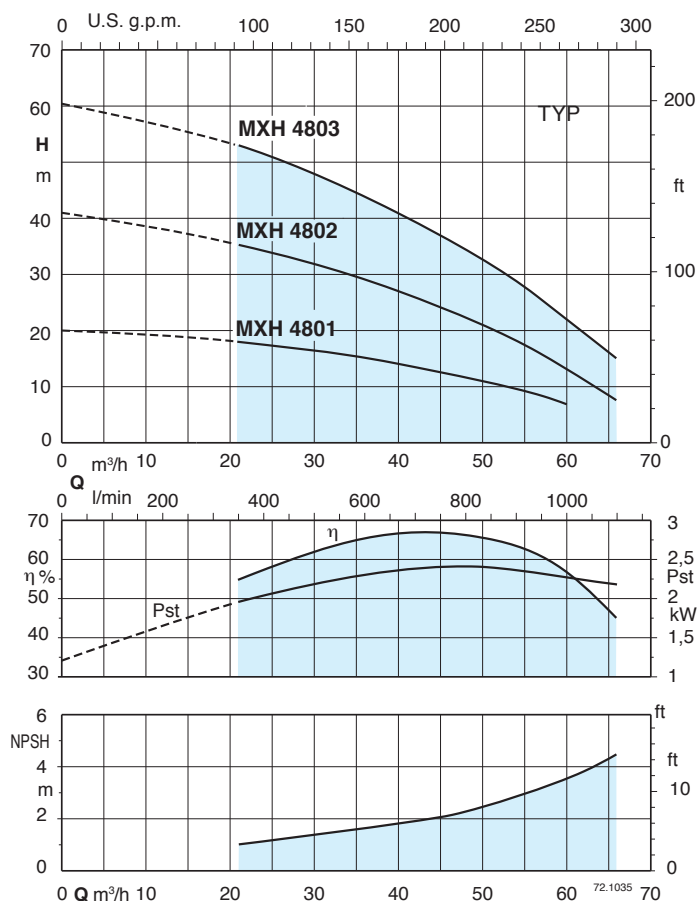 0 U.S. g.p.m. 100 150 200 250 300
70
60
H
m
40
30
20
10
0
TYP
MXH 4803
MXH 4802
MXH 4801
200
ft
100
0
0 m³/h 10 20 30 40 50 60 70
Q
0 l/min 200 400 600 800 1000
70
60
η %
50
40
30
η
Pst
3
2,5
Pst
2
kW
1,5
1
6
NPSH
4
m
2
0
ft
ft
10
0
72.1035
0 Q m³/h 10 20 30 40 50 60 70